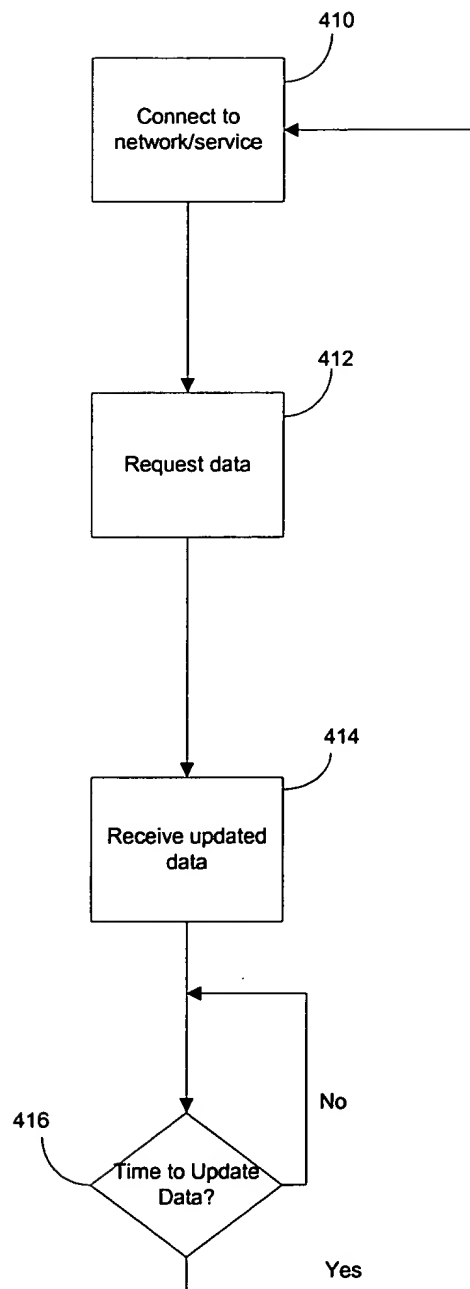 410
Connect to
network/service
412
Request data
414
Receive updated
data
No
416
Time to Update
Data?
Yes